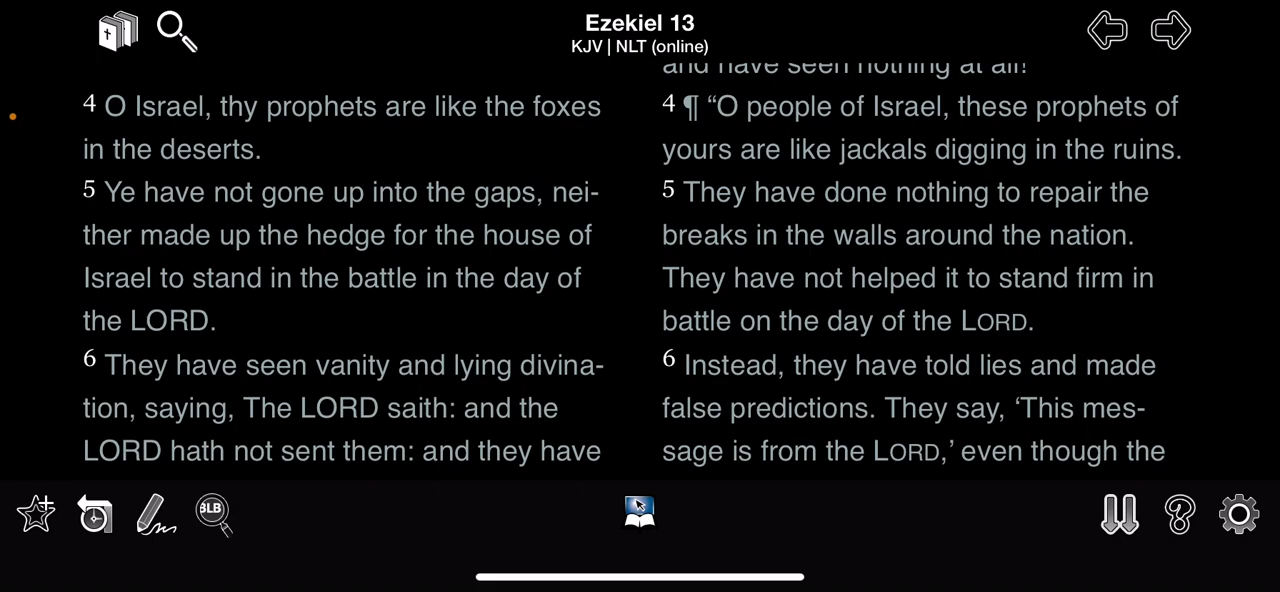 Ezekiel 13
KJV | NLT (online)
4 O Israel, thy prophets are like the foxes
in the deserts.
5 Ye have not gone up into the gaps, nei-
ther made up the hedge for the house of
Israel to stand in the battle in the day of
the LORD.
6 They have seen vanity and lying divina-
tion, saying, The LORD saith: and the
LORD hath not sent them: and they have
and have seen nothing at all!
4 ¶ “O people of Israel, these prophets of
yours are like jackals digging in the ruins.
5 They have done nothing to repair the
breaks in the walls around the nation.
They have not helped it to stand firm in
battle on the day of the LORD.
6 Instead, they have told lies and made
false predictions. They say, ‘This mes-
sage is from the LORD,’ even though the
BLB